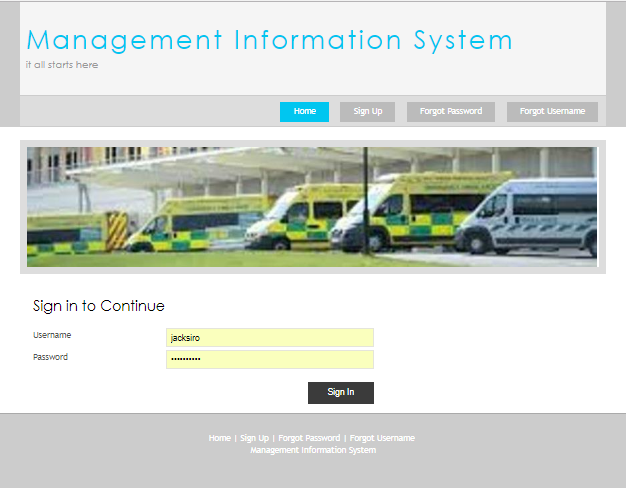 Management Information System
it all starts here
Home Sign Up Forgot Password Forgot Username
Sign in to Continue
Username jacksiro
Password ••••••••••
Sign In
Home | Sign Up | Forgot Password | Forgot Username
Management Information System